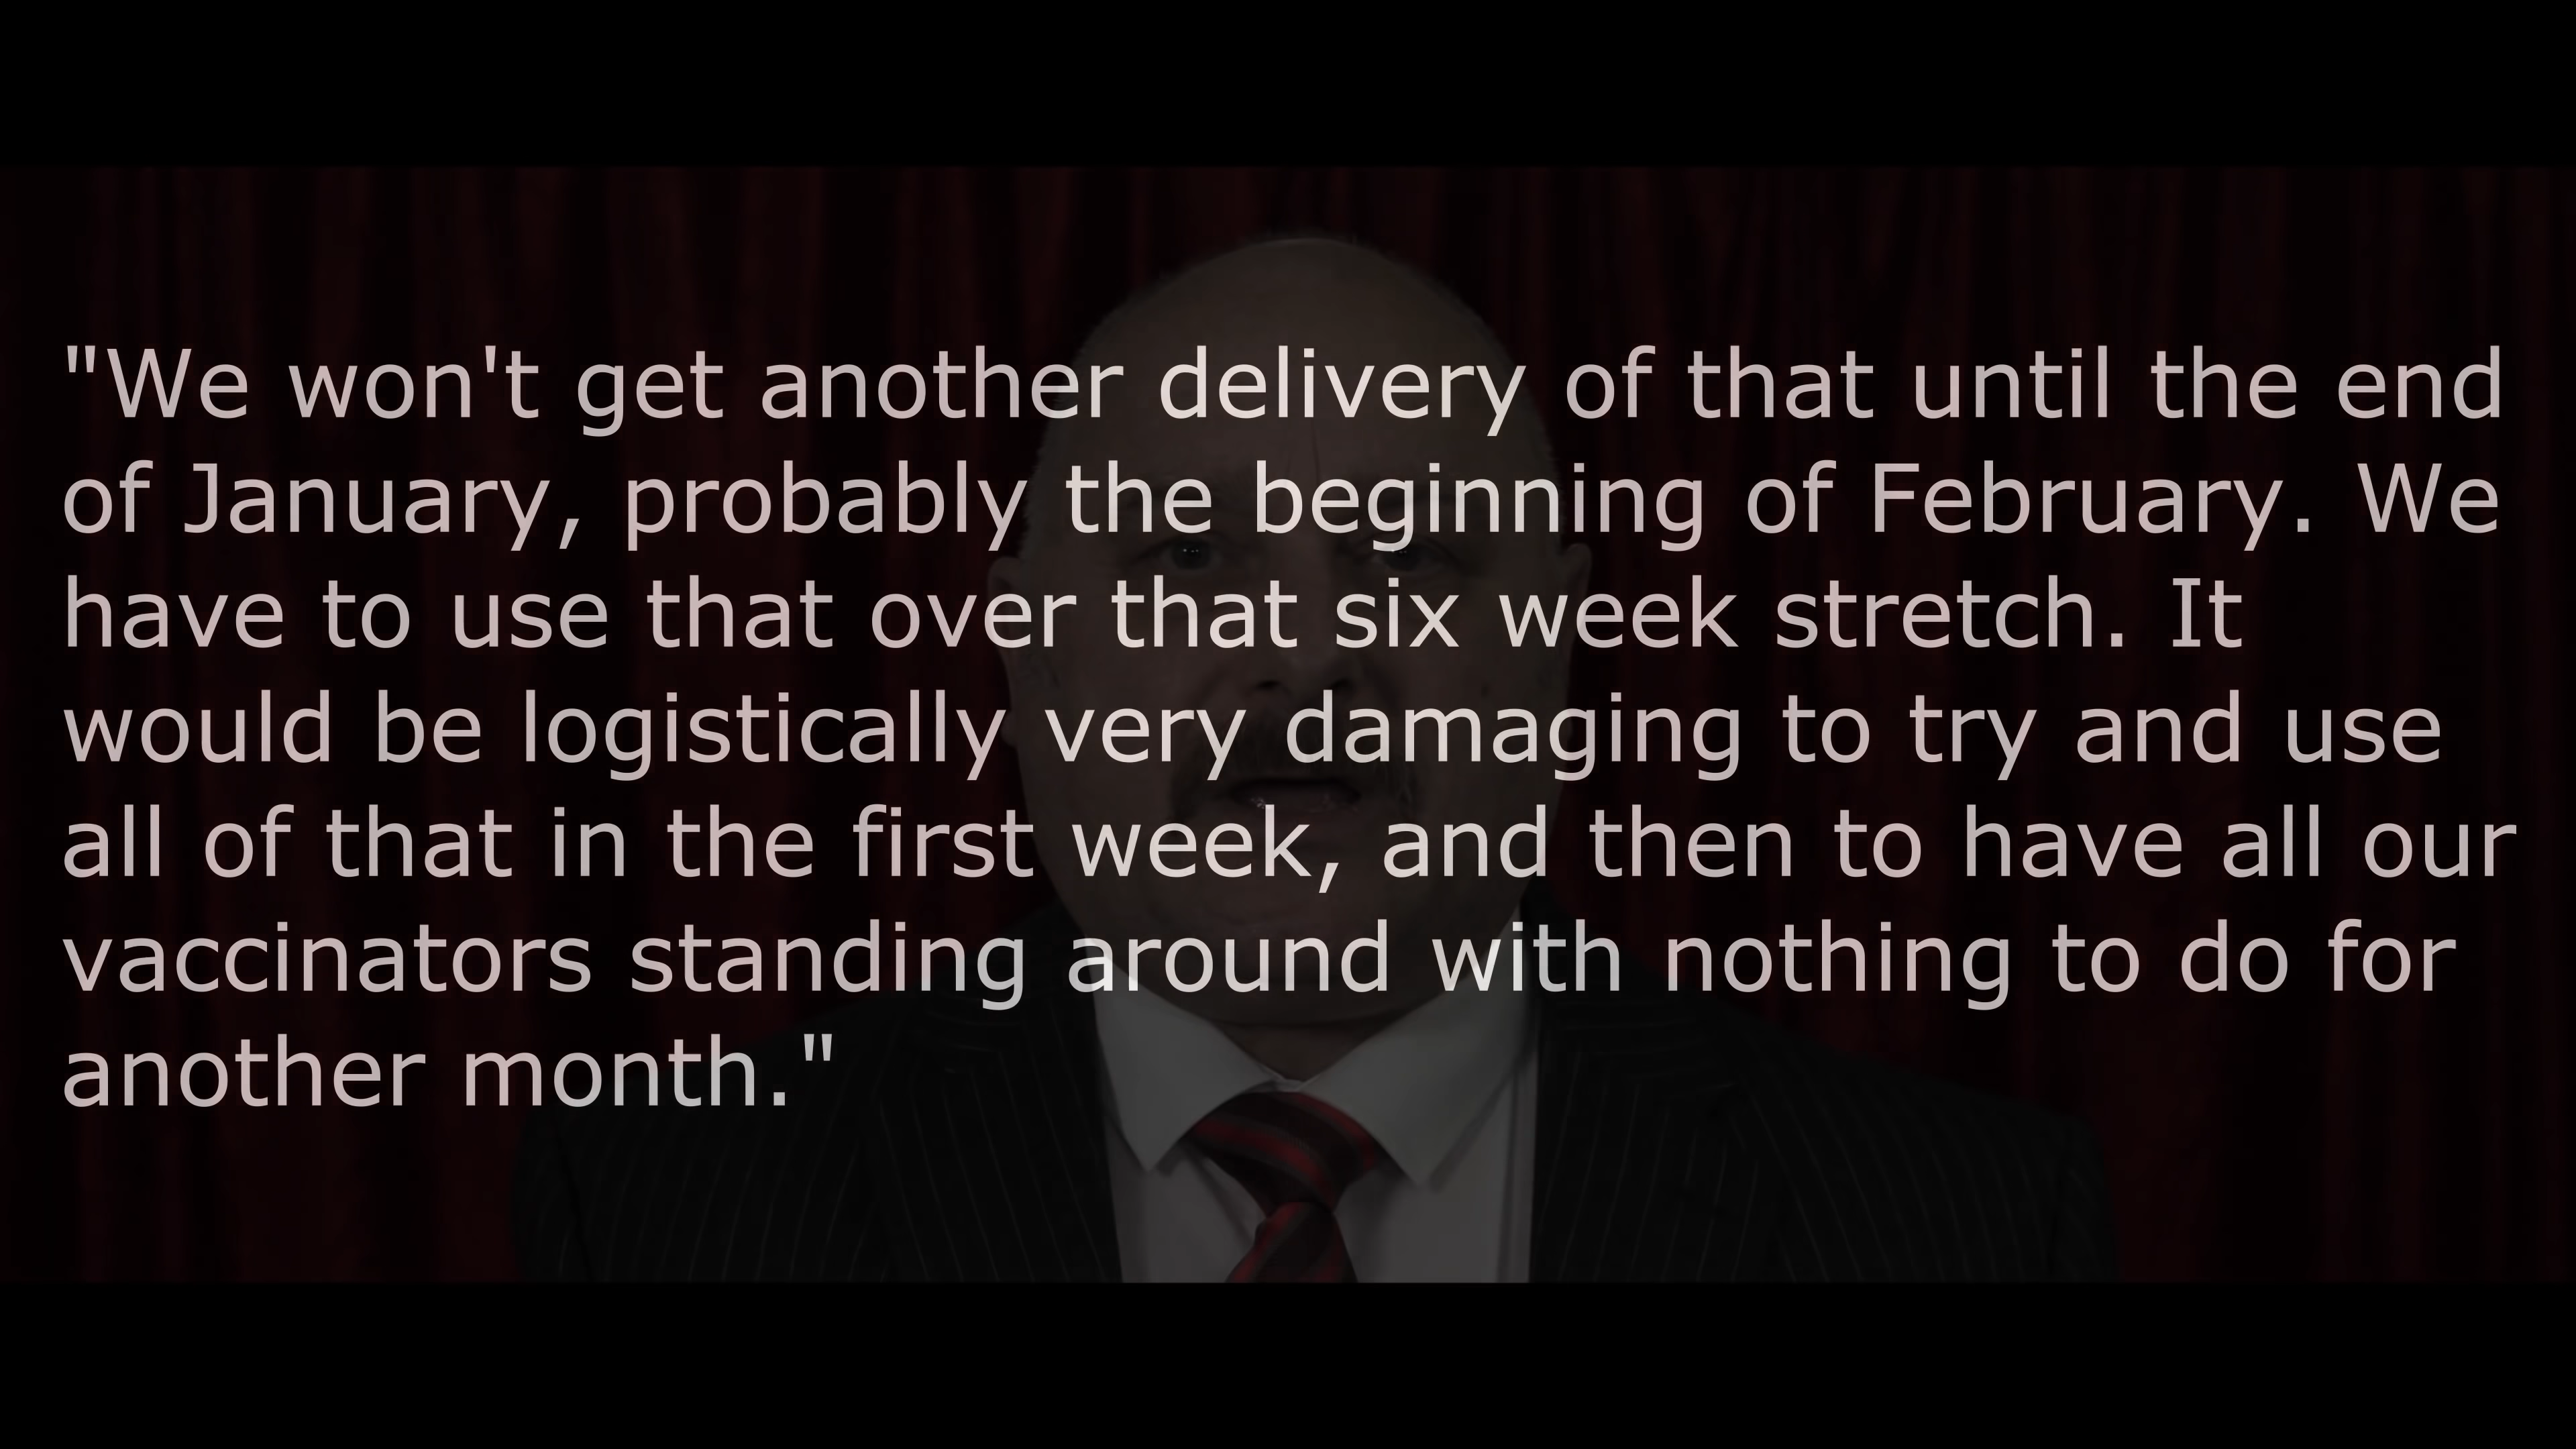 "We won't get another delivery of that until the end
of January, probably the beginning of February. We
have to use that over that six week stretch. It
would be logistically very damaging to try and use
all of that in the first week, and then to have all our
vaccinators standing around with nothing to do for
another month."